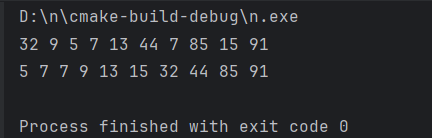 D:\n\cmake-build-debug\n.exe
32 9 5 7 13 44 7 85 15 91
5 7 7 9 13 15 32 44 85 91
Process finished with exit code 0